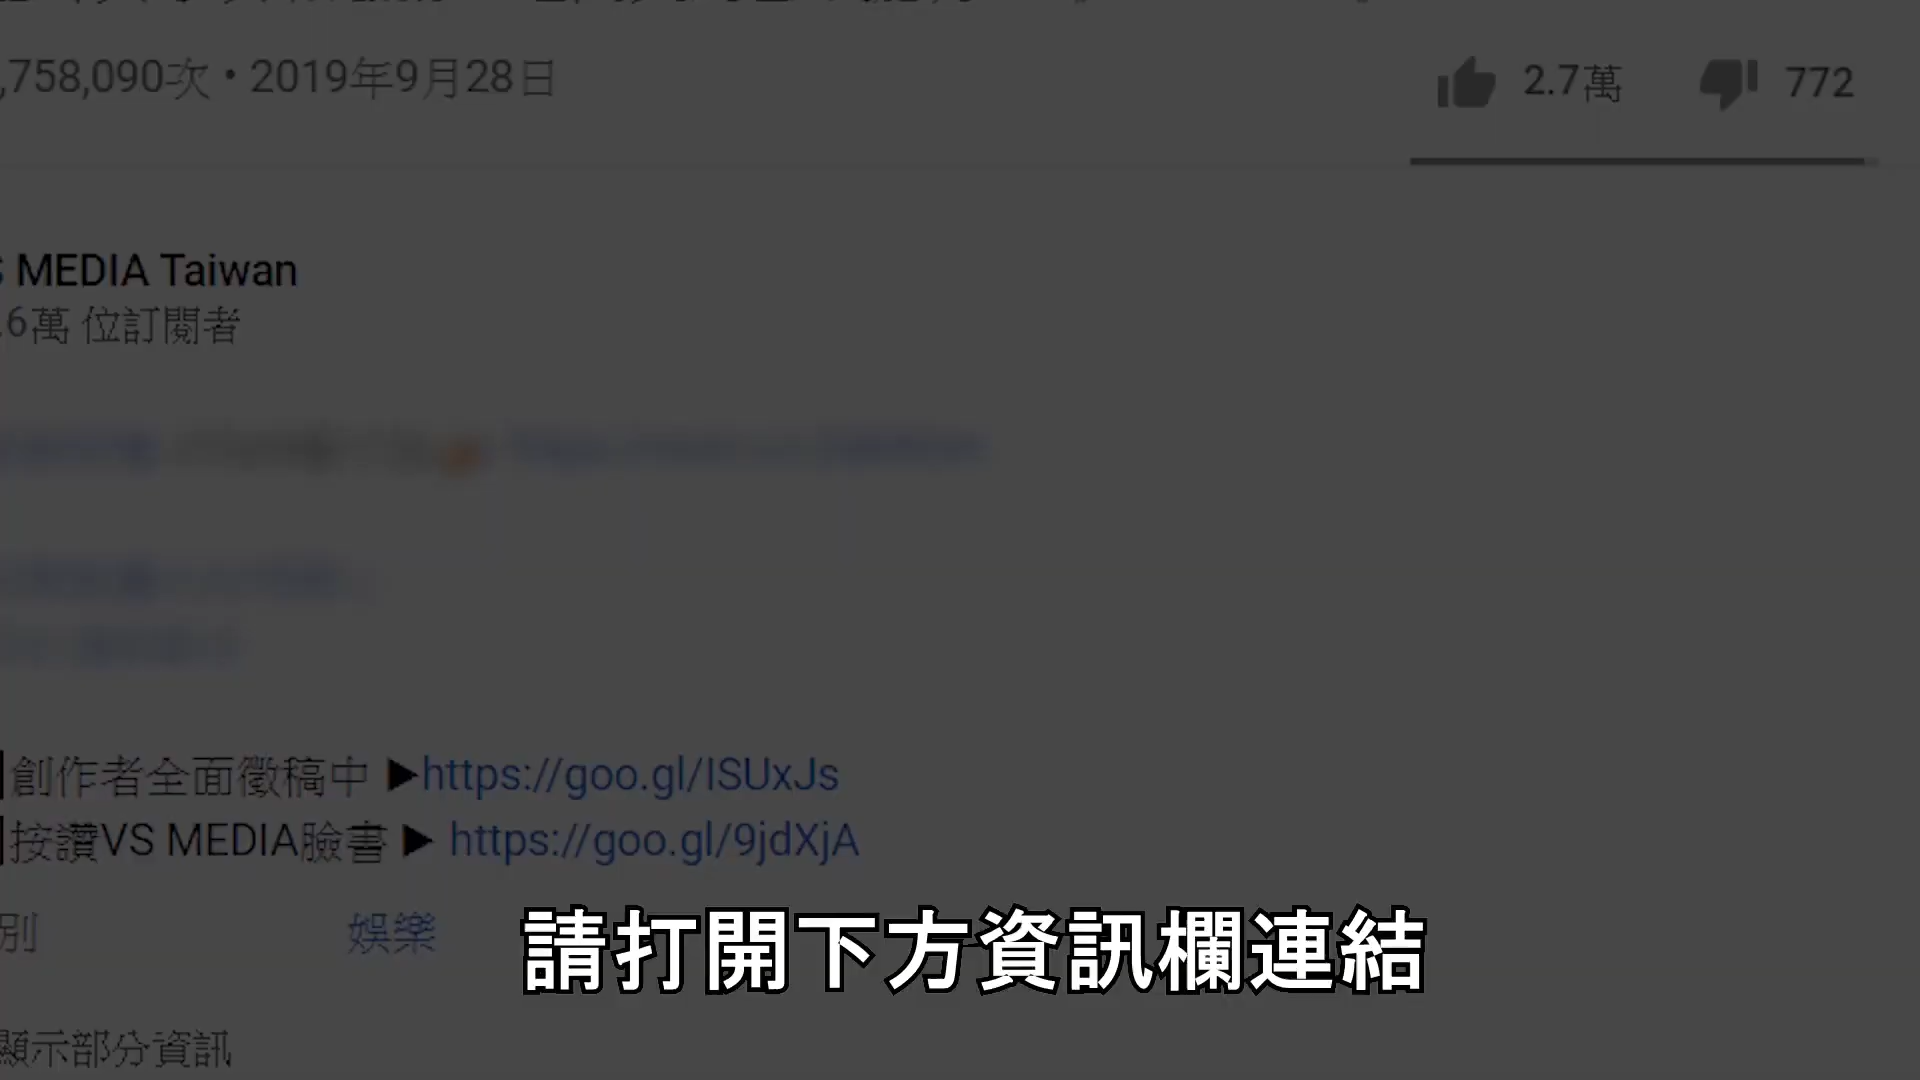 ,758,090次 • 2019年9月28日
2.7萬 772
MEDIA Taiwan
.6萬 位訂閱者
創作者全面徵稿中 ▶https://goo.gl/ISUxJs
按讚VS MEDIA臉書 ▶ https://goo.gl/9jdXjA
別 娛樂
請打開下方資訊欄連結
顯示部分資訊